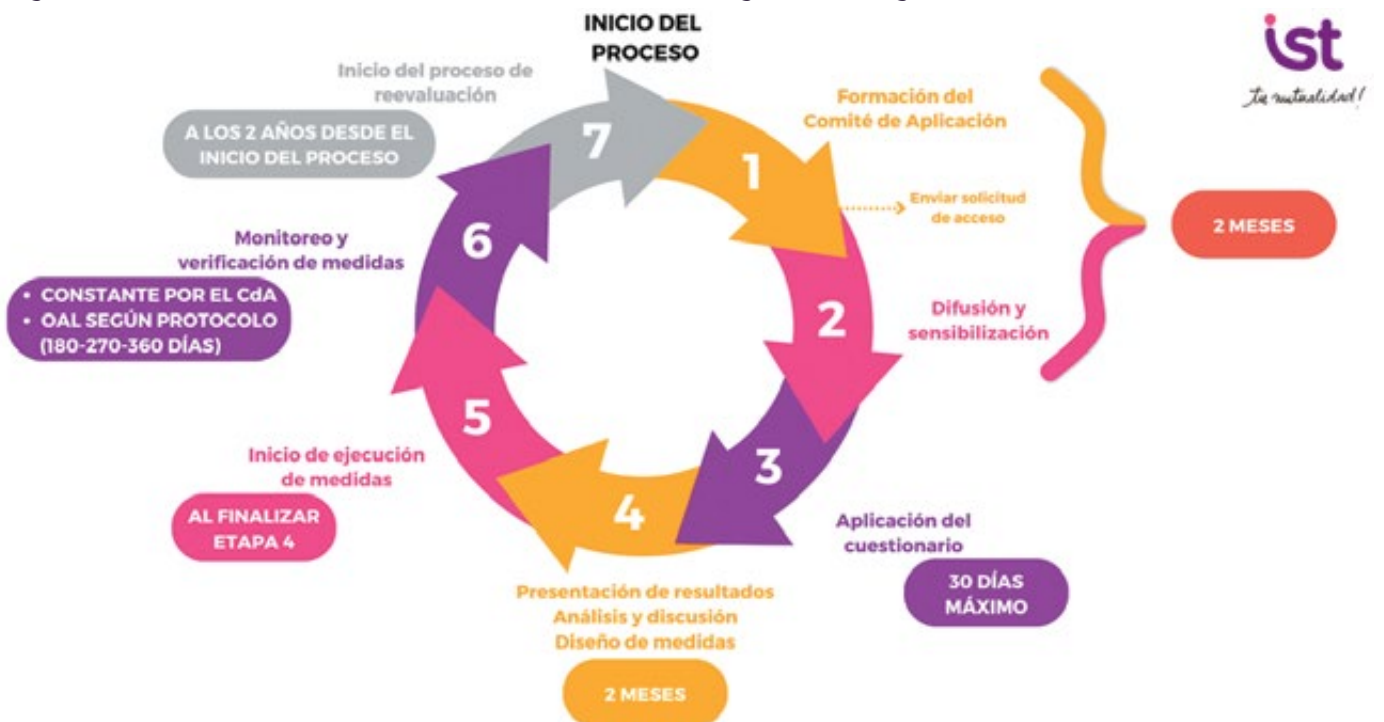 INICIO DEL
PROCESO
ist
tu mutualidad!
Inicio del proceso de
reevaluación
A LOS 2 AÑOS DESDE EL
INICIO DEL PROCESO
7
1
Formación del
Comité de Aplicación
Enviar solicitud
de acceso
2 MESES
2
Difusión y
sensibilización
3
Aplicación del
cuestionario
30 DÍAS
MÁXIMO
4
Presentación de resultados
Análisis y discusión
Diseño de medidas
2 MESES
5
Inicio de ejecución
de medidas
AL FINALIZAR
ETAPA 4
6
Monitoreo y
verificación de medidas
• CONSTANTE POR EL CdA
• OAL SEGÚN PROTOCOLO
(180-270-360 DÍAS)